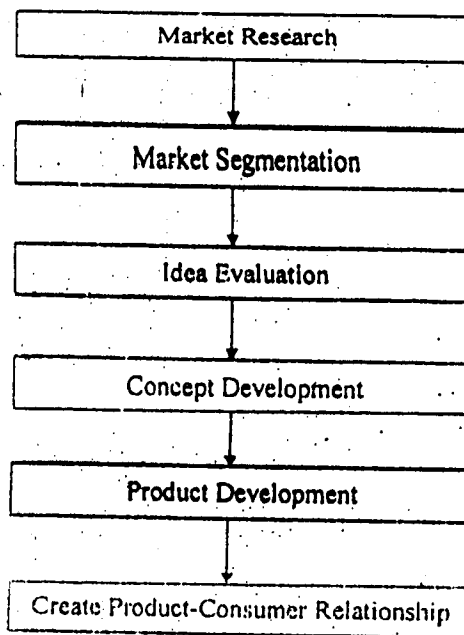 Market Research
Market Segmentation
Idea Evaluation
Concept Development
Product Development
Create Product-Consumer Relationship